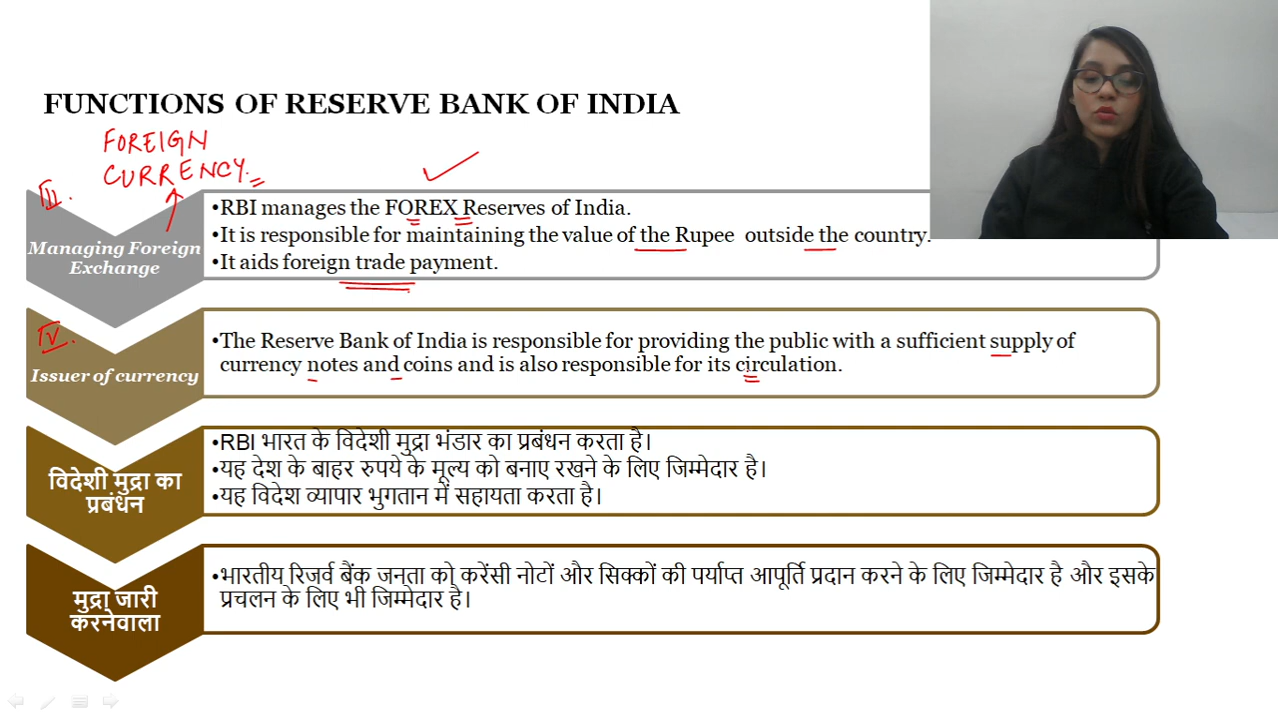 FUNCTIONS OF RESERVE BANK OF INDIA
FOREIGN
CURRENCY.
III.
Managing Foreign
Exchange
•RBI manages the FOREX Reserves of India.
•It is responsible for maintaining the value of the Rupee outside the country.
•It aids foreign trade payment.
IV.
Issuer of currency
•The Reserve Bank of India is responsible for providing the public with a sufficient supply of
currency notes and coins and is also responsible for its circulation.
विदेशी मुद्रा का
प्रबंधन
•RBI भारत के विदेशी मुद्रा भंडार का प्रबंधन करता है।
•यह देश के बाहर रुपये के मूल्य को बनाए रखने के लिए जिम्मेदार है।
•यह विदेश व्यापार भुगतान में सहायता करता है।
मुद्रा जारी
करनेवाला
•भारतीय रिजर्व बैंक जनता को करेंसी नोटों और सिक्कों की पर्याप्त आपूर्ति प्रदान करने के लिए जिम्मेदार है और इसके
प्रचलन के लिए भी जिम्मेदार है।